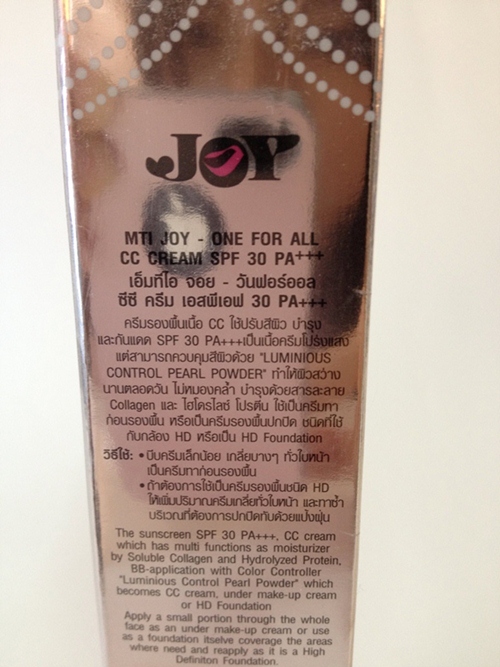 JOY
MTI JOY - ONE FOR ALL
CC CREAM SPF 30 PA+++
เอ็มทีไอ จอย - วันฟอร์ออล
ซีซี ครีม เอสพีเอฟ 30 PA+++
ครีมรองพื้นเนื้อ CC ใช้ปรับสีผิว บำรุง
และกันแดด SPF 30 PA+++เป็นเนื้อครีมโปร่งแสง
แต่สามารถควบคุมสีผิวด้วย "LUMINIOUS
CONTROL PEARL POWDER" ทำให้ผิวสว่าง
นานตลอดวัน ไม่หมองคล้ำ บำรุงด้วยสารละลาย
Collagen และ ไฮโดรไลซ์ โปรตีน ใช้เป็นครีมทา
ก่อนรองพื้น หรือเป็นครีมรองพื้นปกปิด ชนิดที่ใช้
กับกล้อง HD หรือเป็น HD Foundation
วิธีใช้: • บีบครีมเล็กน้อย เกลี่ยบางๆ ทั่วใบหน้า
เป็นครีมทาก่อนรองพื้น
• ถ้าต้องการใช้เป็นครีมรองพื้นชนิด HD
ให้เพิ่มปริมาณครีมเกลี่ยทั่วใบหน้า และทาซ้ำ
บริเวณที่ต้องการปกปิดทับด้วยแป้งฝุ่น
The sunscreen SPF 30 PA+++, CC cream
which has multi functions as moisturizer
by Soluble Collagen and Hydrolyzed Protein,
BB-application with Color Controller
"Luminious Control Pearl Powder" which
becomes CC cream, under make-up cream
or HD Foundation
Apply a small portion through the whole
face as an under make-up cream or use
as a foundation itselve coverage the areas
where need and reapply as it is a High
Definiton Foundation.